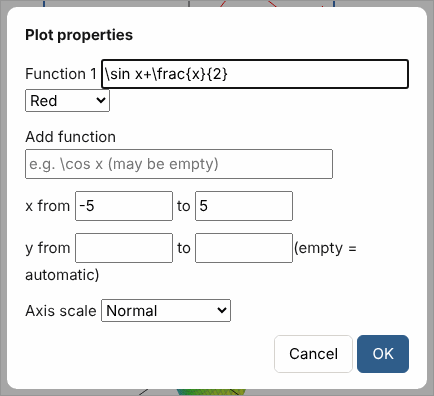 Plot properties
Function 1 \sin x+\frac{x}{2}
Red
Add function
e.g. \cos x (may be empty)
x from -5 to 5
y from to (empty =
automatic)
Axis scale Normal
Cancel OK